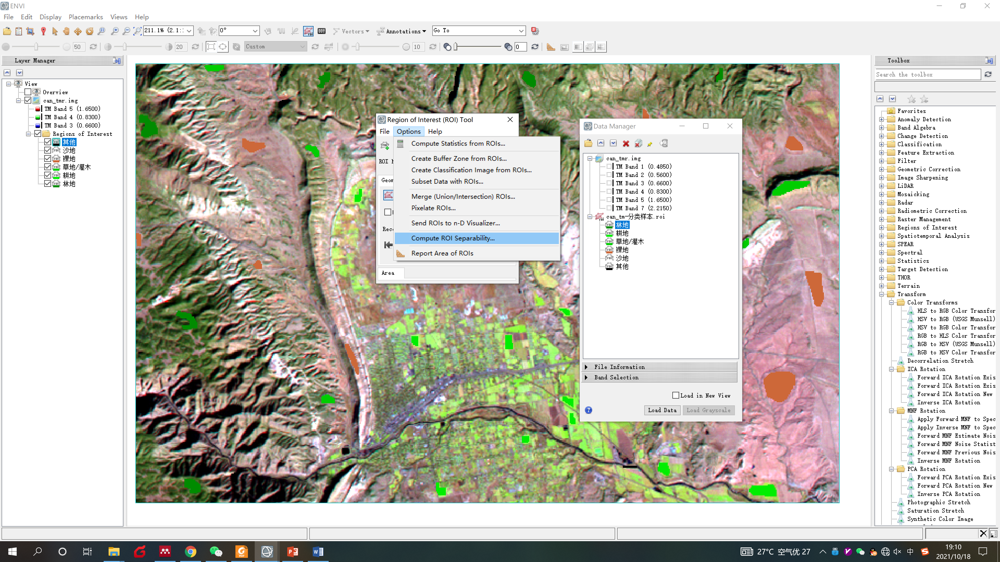 ENVI
File Edit Display Placemarks Views Help
211.1% (2.1:: 0° Vectors Annotations Go To
50 20 Custom 10 0
Layer Manager
View
Overview
can_tmr.img
TM Band 5 (1.6500)
TM Band 4 (0.8300)
TM Band 3 (0.6600)
Regions of Interest
其他
沙地
裸地
草地/灌木
耕地
林地
Region of Interest (ROI) Tool
File Options Help
ROI
Geom
Rec
Area
Compute Statistics from ROIs...
Create Buffer Zone from ROIs...
Create Classification Image from ROIs...
Subset Data with ROIs...
Merge (Union/Intersection) ROIs...
Pixelate ROIs...
Send ROIs to n-D Visualizer...
Compute ROI Separability...
Report Area of ROIs
Data Manager
can_tmr.img
TM Band 1 (0.4850)
TM Band 2 (0.5600)
TM Band 3 (0.6600)
TM Band 4 (0.8300)
TM Band 5 (1.6500)
TM Band 7 (2.2150)
can_tm-分类样本.roi
林地
耕地
草地/灌木
裸地
沙地
其他
File Information
Band Selection
Load in New View
Load Data Load Grayscale
Toolbox
Search the toolbox
Favorites
Anomaly Detection
Band Algebra
Change Detection
Classification
Feature Extraction
Filter
Geometric Correction
Image Sharpening
LiDAR
Mosaicking
Radar
Radiometric Correction
Raster Management
Regions of Interest
Spatiotemporal Analysis
SPEAR
Spectral
Statistics
Target Detection
THOR
Terrain
Transform
Color Transforms
HLS to RGB Color Transfor
HSV to RGB (USGS Munsell)
HSV to RGB Color Transfor
RGB to HLS Color Transfor
RGB to HSV (USGS Munsell)
RGB to HSV Color Transfor
Decorrelation Stretch
ICA Rotation
Forward ICA Rotation Exis
Forward ICA Rotation Exis
Forward ICA Rotation New
Inverse ICA Rotation
MNF Rotation
Apply Forward MNF to Spec
Apply Inverse MNF to Spec
Forward MNF Estimate Nois
Forward MNF Noise Statist
Forward MNF Previous Nois
Inverse MNF Rotation
PCA Rotation
Forward PCA Rotation Exis
Forward PCA Rotation New
Inverse PCA Rotation
Photographic Stretch
Saturation Stretch
Synthetic Color Image
27°C 空气优 27 中
19:10
2021/10/18